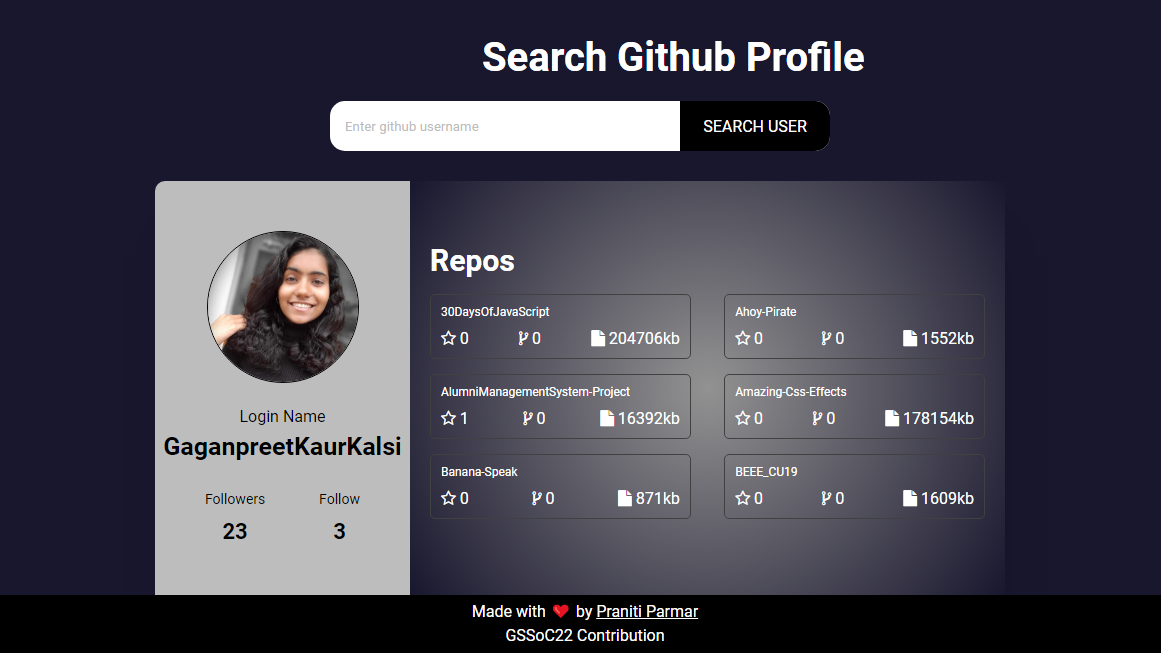 Search Github Profile
Enter github username
SEARCH USER
Login Name
GaganpreetKaurKalsi
Followers
Follow
23
3
Repos
30DaysOfJavaScript
0 0 204706kb
Ahoy-Pirate
0 0 1552kb
AlumniManagementSystem-Project
1 0 16392kb
Amazing-Css-Effects
0 0 178154kb
Banana-Speak
0 0 871kb
BEEE_CU19
0 0 1609kb
Made with ❤ by Praniti Parmar
GSSoC22 Contribution